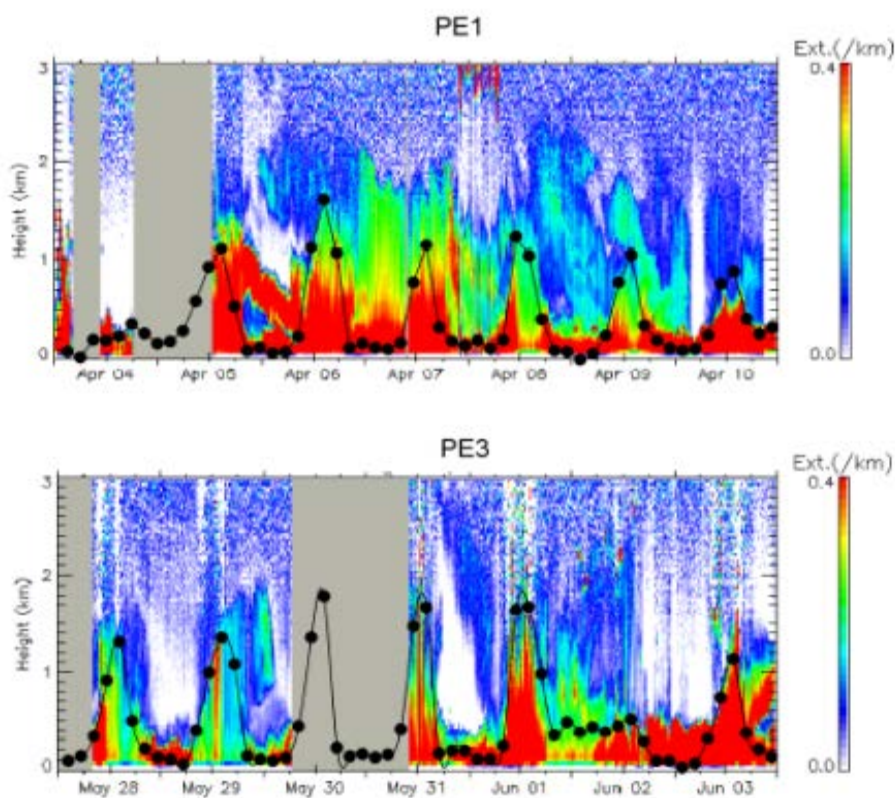 PE1
Ext.(/km)
0.4
3
2
1
0
Height (km)
0.0
Apr 04 Apr 05 Apr 06 Apr 07 Apr 08 Apr 09 Apr 10
PE3
Ext.(/km)
0.4
3
2
1
0
Height (km)
0.0
May 28 May 29 May 30 May 31 Jun 01 Jun 02 Jun 03